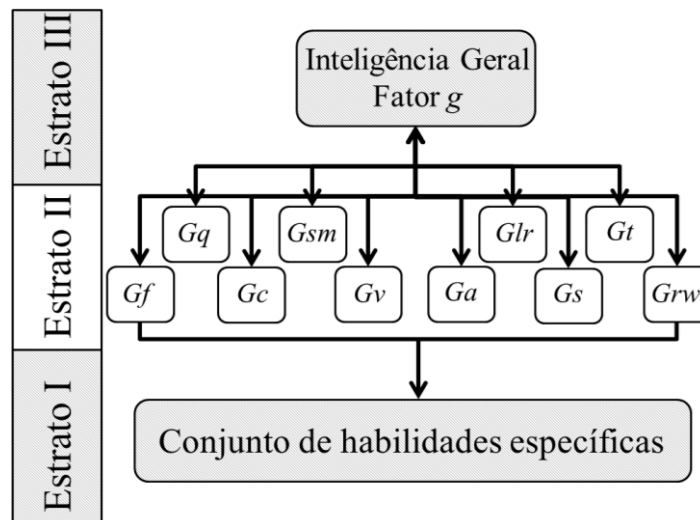 Estrato III
Inteligência Geral
Fator g
Estrato II
Gq
Gsm
Glr
Gt
Gf
Gc
Gv
Ga
Gs
Grw
Estrato I
Conjunto de habilidades específicas